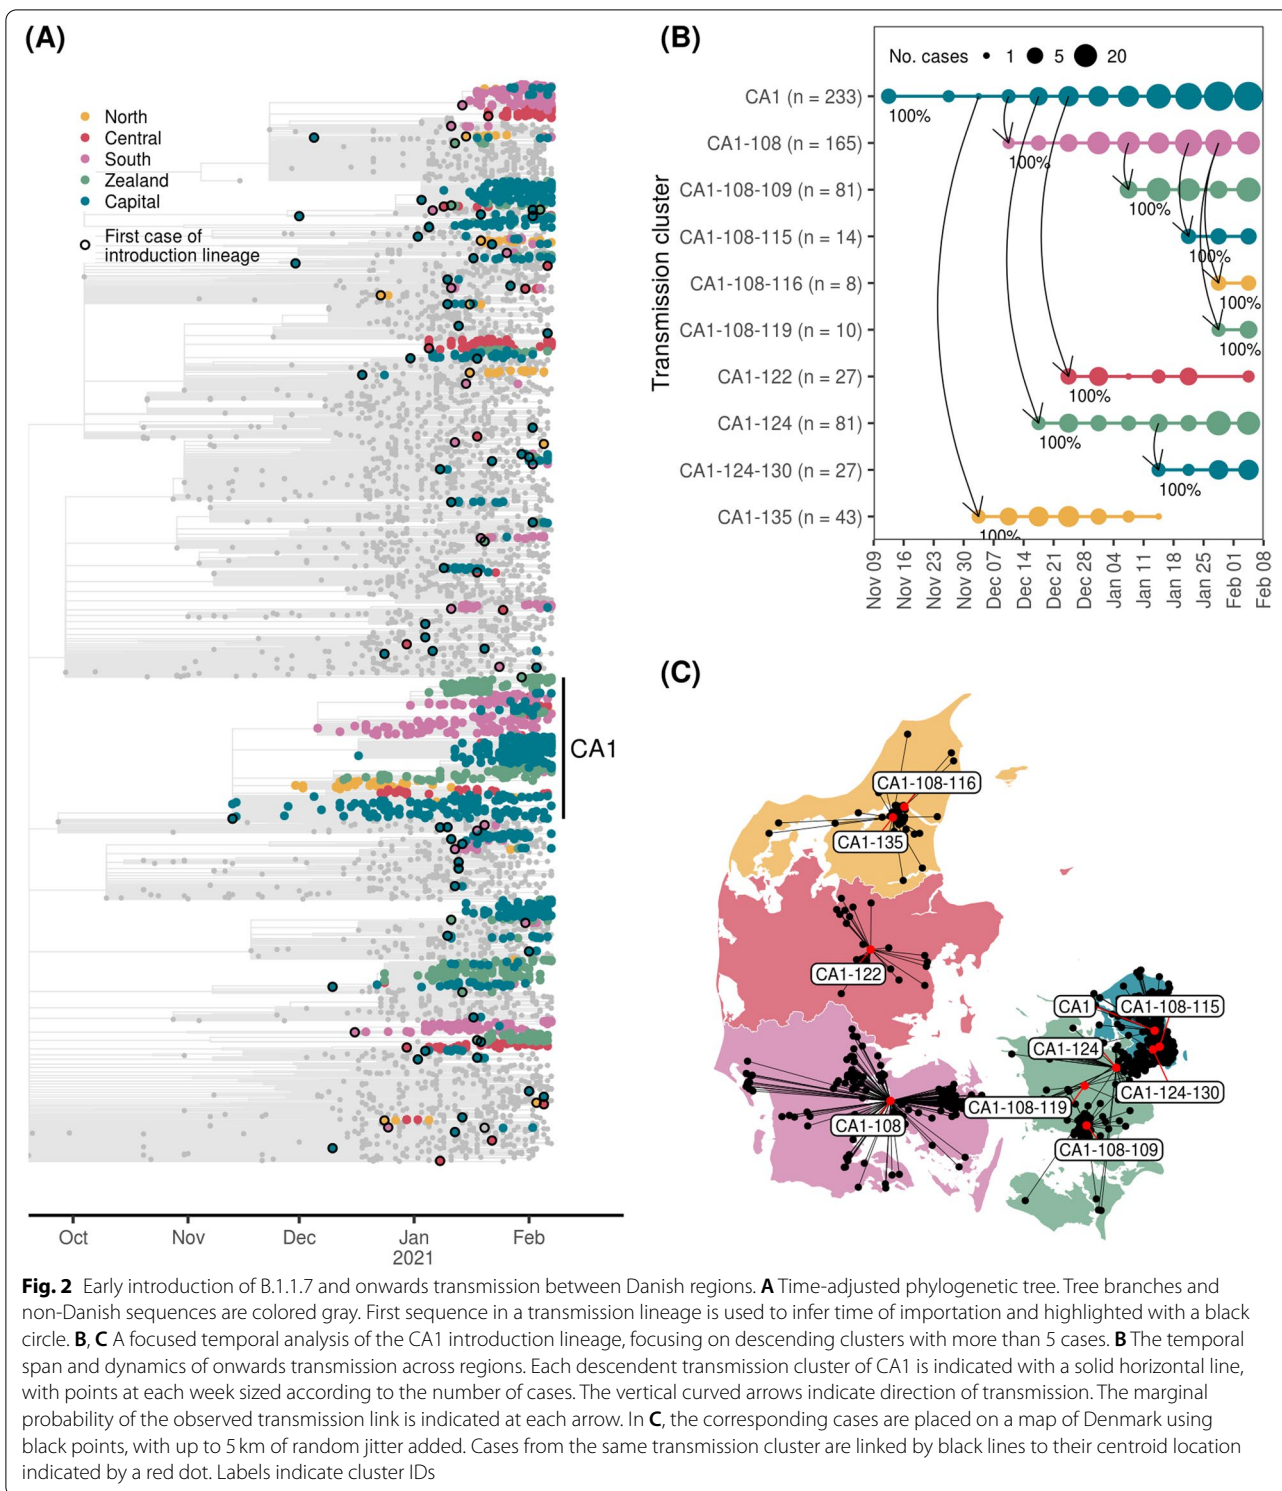 (A)
North
Central
South
Zealand
Capital
First case of
introduction lineage
CA1
Oct
Nov
Dec
Jan
2021
Feb
(B)
No. cases
1
5
20
Transmission cluster
CA1 (n = 233)
CA1-108 (n = 165)
CA1-108-109 (n = 81)
CA1-108-115 (n = 14)
CA1-108-116 (n = 8)
CA1-108-119 (n = 10)
CA1-122 (n = 27)
CA1-124 (n = 81)
CA1-124-130 (n = 27)
CA1-135 (n = 43)
100%
100%
100%
100%
100%
100%
100%
100%
100%
100%
Nov 09
Nov 16
Nov 23
Nov 30
Dec 07
Dec 14
Dec 21
Dec 28
Jan 04
Jan 11
Jan 18
Jan 25
Feb 01
Feb 08
(C)
CA1-108-116
CA1-135
CA1-122
CA1
CA1-108-115
CA1-124
CA1-124-130
CA1-108-119
CA1-108
CA1-108-109
Fig. 2 Early introduction of B.1.1.7 and onwards transmission between Danish regions. A Time-adjusted phylogenetic tree. Tree branches and
non-Danish sequences are colored gray. First sequence in a transmission lineage is used to infer time of importation and highlighted with a black
circle. B, C A focused temporal analysis of the CA1 introduction lineage, focusing on descending clusters with more than 5 cases. B The temporal
span and dynamics of onwards transmission across regions. Each descendent transmission cluster of CA1 is indicated with a solid horizontal line,
with points at each week sized according to the number of cases. The vertical curved arrows indicate direction of transmission. The marginal
probability of the observed transmission link is indicated at each arrow. In C, the corresponding cases are placed on a map of Denmark using
black points, with up to 5 km of random jitter added. Cases from the same transmission cluster are linked by black lines to their centroid location
indicated by a red dot. Labels indicate cluster IDs